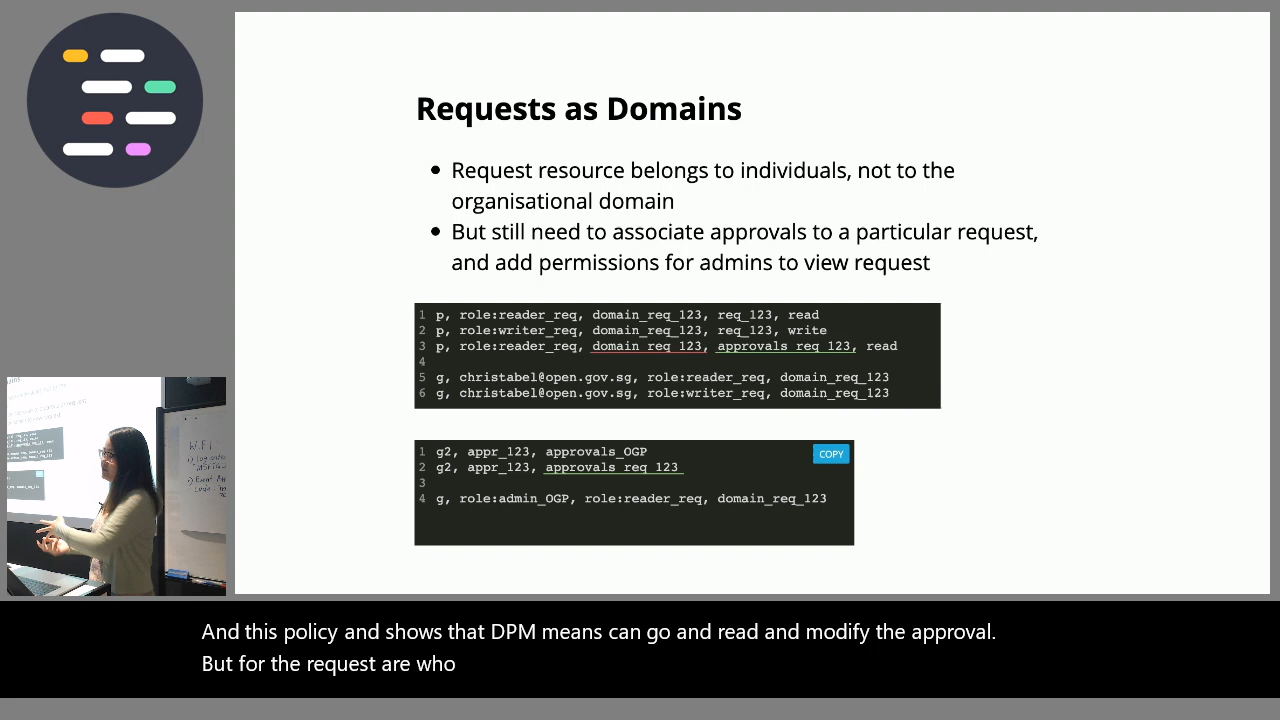 Requests as Domains
• Request resource belongs to individuals, not to the
organisational domain
• But still need to associate approvals to a particular request,
and add permissions for admins to view request
1 p, role:reader_req, domain_req_123, req_123, read
2 p, role:writer_req, domain_req_123, req_123, write
3 p, role:reader_req, domain_req_123, approvals_req_123, read
4
5 g, christabel@open.gov.sg, role:reader_req, domain_req_123
6 g, christabel@open.gov.sg, role:writer_req, domain_req_123
1 g2, appr_123, approvals_OGP
COPY
2 g2, appr_123, approvals_req_123
3
4 g, role:admin_OGP, role:reader_req, domain_req_123
And this policy and shows that DPM means can go and read and modify the approval.
But for the request are who